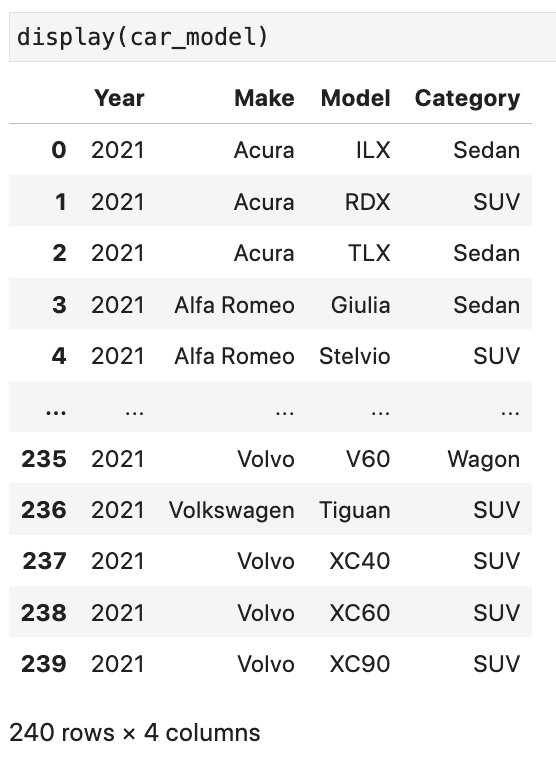 display(car_model)
Year Make Model Category
0 2021 Acura ILX Sedan
1 2021 Acura RDX SUV
2 2021 Acura TLX Sedan
3 2021 Alfa Romeo Giulia Sedan
4 2021 Alfa Romeo Stelvio SUV
... ... ... ... ...
235 2021 Volvo V60 Wagon
236 2021 Volkswagen Tiguan SUV
237 2021 Volvo XC40 SUV
238 2021 Volvo XC60 SUV
239 2021 Volvo XC90 SUV
240 rows × 4 columns